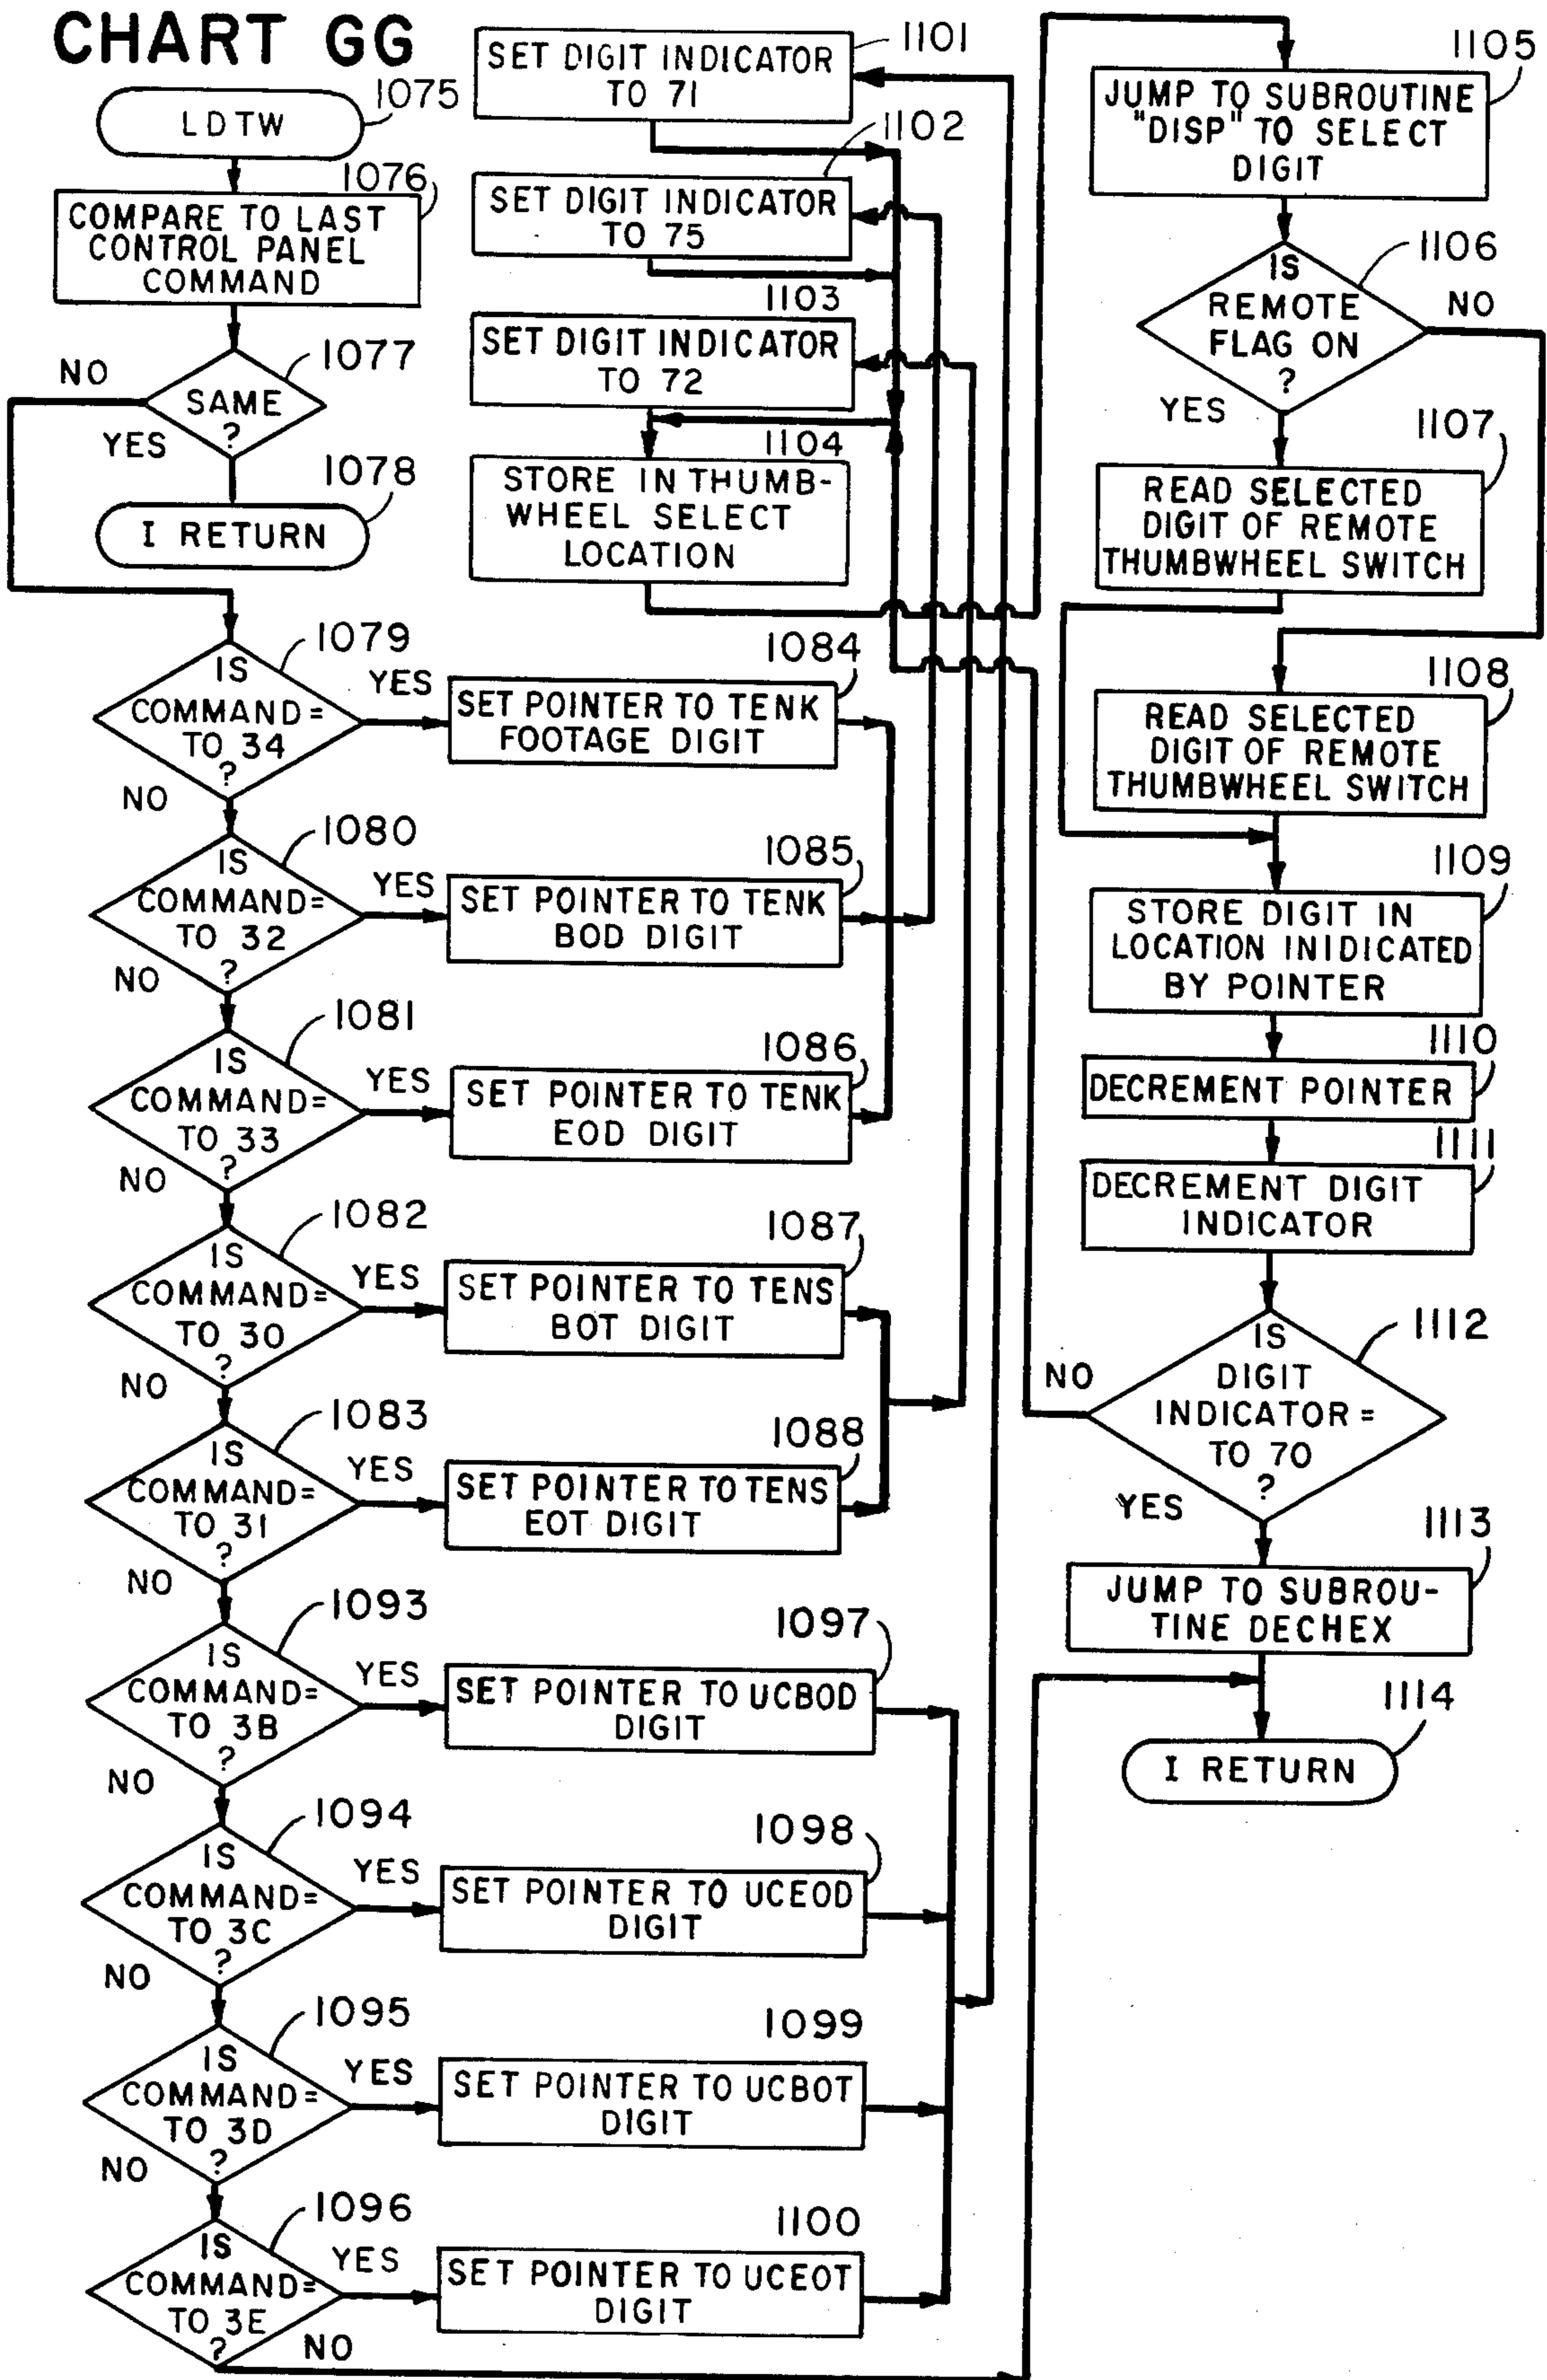 CHART GG
1075
LDTW
1076
COMPARE TO LAST
CONTROL PANEL
COMMAND
NO
1077
SAME
?
YES
1078
I RETURN
1079
IS
COMMAND=
TO 34
?
YES
NO
1084
SET POINTER TO TENK
FOOTAGE DIGIT
1080
IS
COMMAND=
TO 32
?
YES
NO
1085
SET POINTER TO TENK
BOD DIGIT
1081
IS
COMMAND=
TO 33
?
YES
NO
1086
SET POINTER TO TENK
EOD DIGIT
1082
IS
COMMAND=
TO 30
?
YES
NO
1087
SET POINTER TO TENS
BOT DIGIT
1083
IS
COMMAND=
TO 31
?
YES
NO
1088
SET POINTER TO TENS
EOT DIGIT
1093
IS
COMMAND=
TO 3B
?
YES
NO
1097
SET POINTER TO UCBOD
DIGIT
1094
IS
COMMAND=
TO 3C
?
YES
NO
1098
SET POINTER TO UCEOD
DIGIT
1095
IS
COMMAND=
TO 3D
?
YES
NO
1099
SET POINTER TO UCBOT
DIGIT
1096
IS
COMMAND=
TO 3E
?
YES
NO
1100
SET POINTER TO UCEOT
DIGIT
1101
SET DIGIT INDICATOR
TO 71
1102
SET DIGIT INDICATOR
TO 75
1103
SET DIGIT INDICATOR
TO 72
1104
STORE IN THUMB-
WHEEL SELECT
LOCATION
1105
JUMP TO SUBROUTINE
"DISP" TO SELECT
DIGIT
1106
IS
REMOTE
FLAG ON
?
NO
YES
1107
READ SELECTED
DIGIT OF REMOTE
THUMBWHEEL SWITCH
1108
READ SELECTED
DIGIT OF REMOTE
THUMBWHEEL SWITCH
1109
STORE DIGIT IN
LOCATION INIDICATED
BY POINTER
1110
DECREMENT POINTER
1111
DECREMENT DIGIT
INDICATOR
1112
IS
DIGIT
INDICATOR =
TO 70
?
NO
YES
1113
JUMP TO SUBROU-
TINE DECHEX
1114
I RETURN